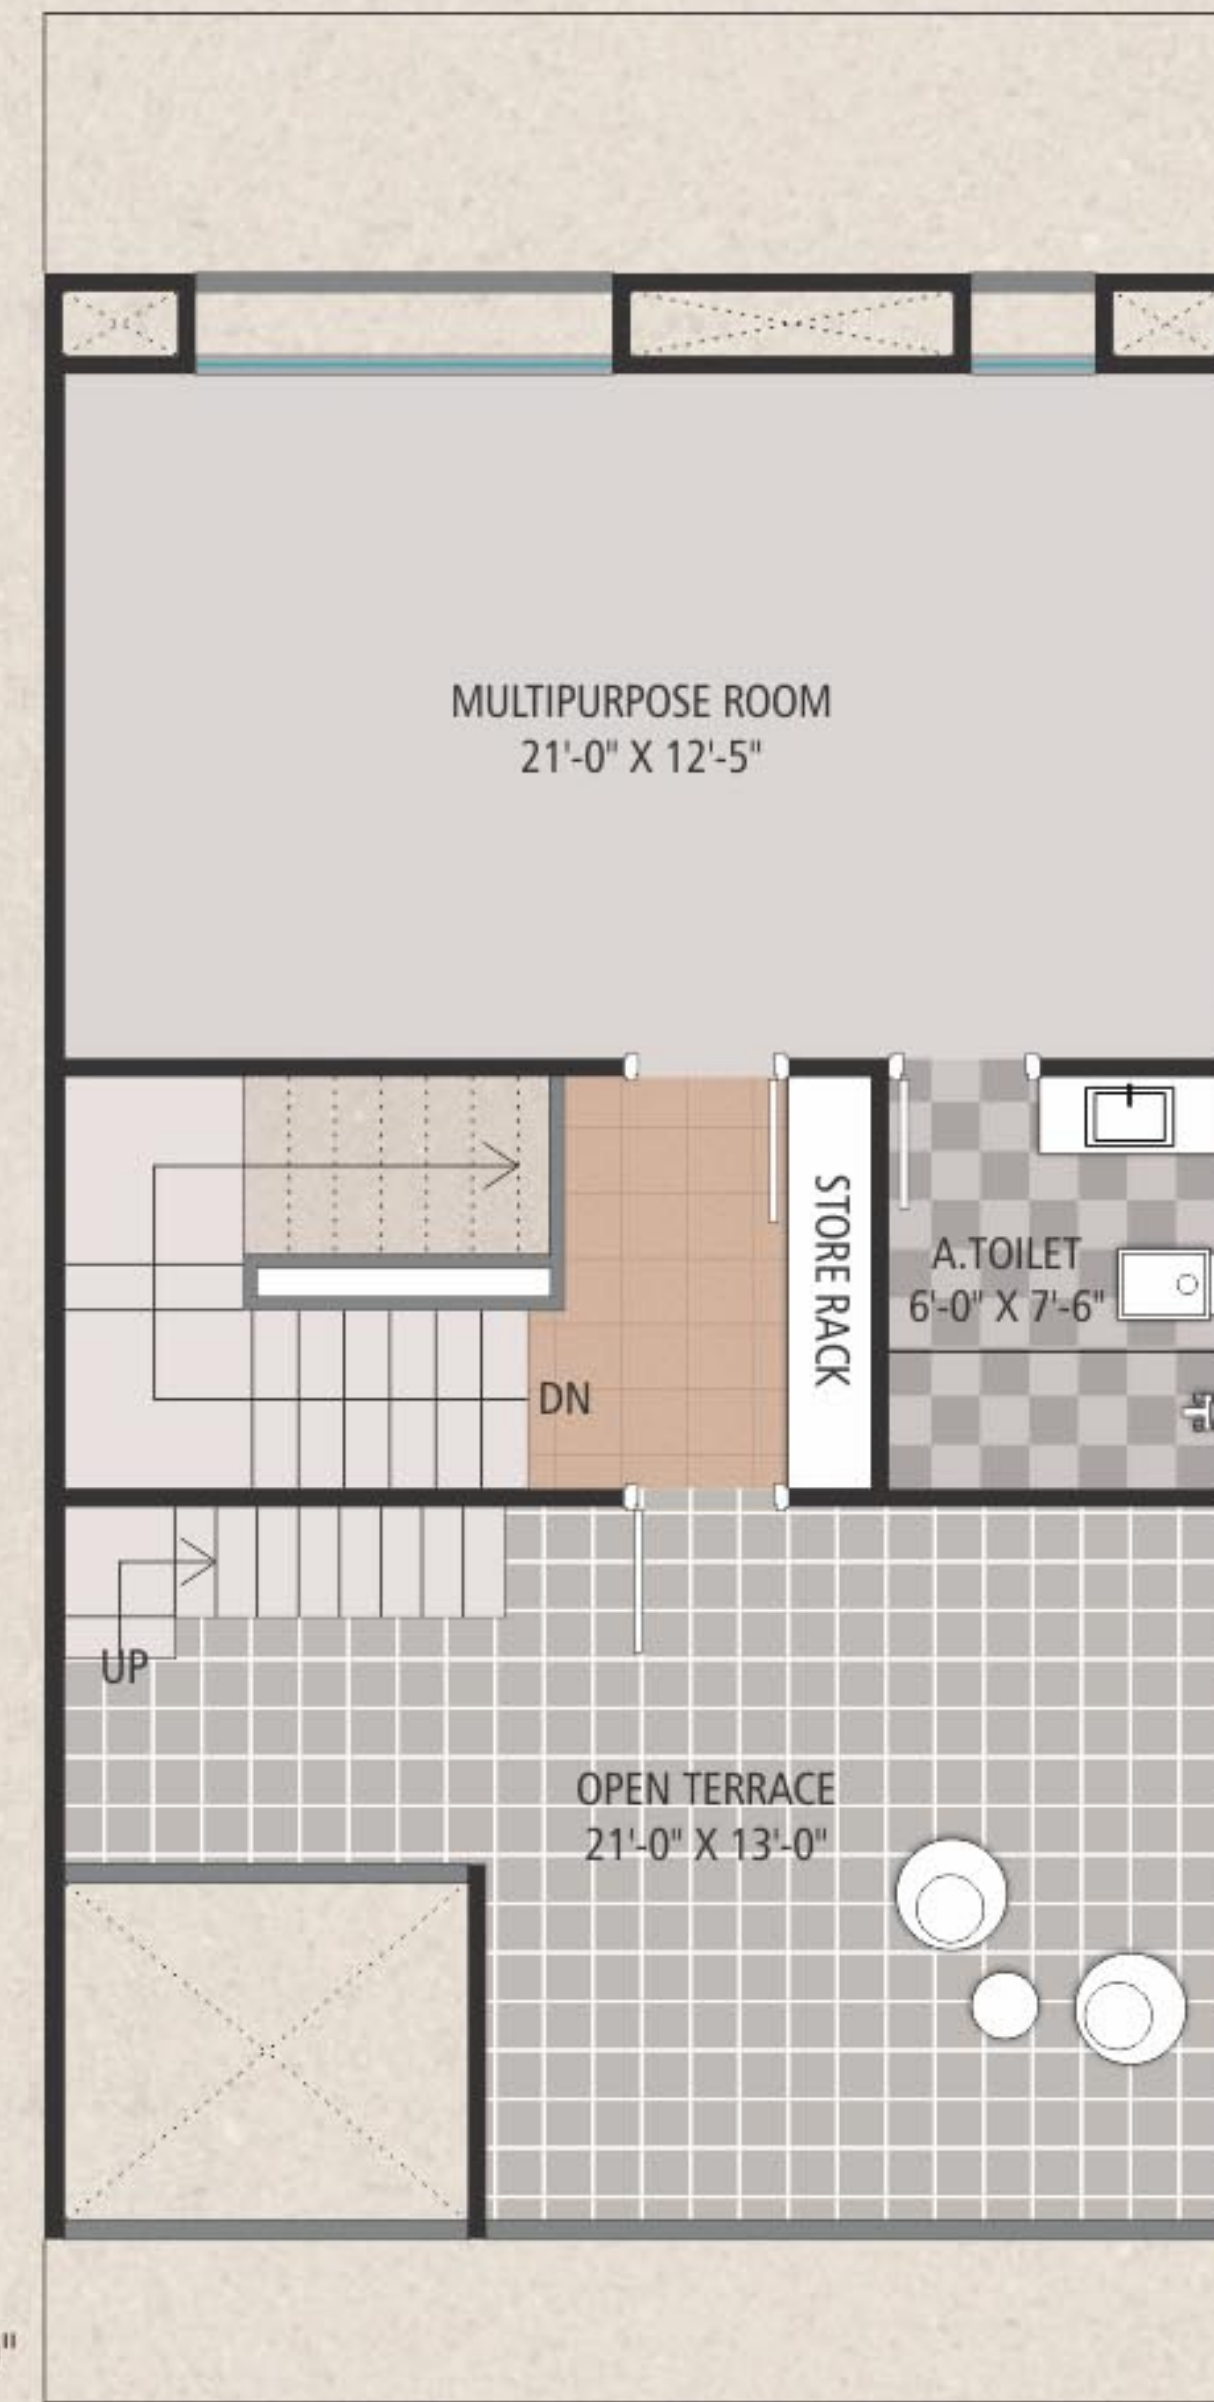 MULTIPURPOSE ROOM
21'-0" X 12'-5"
STORE RACK
A.TOILET
6'-0" X 7'-6"
DN
UP
OPEN TERRACE
21'-0" X 13'-0"
"